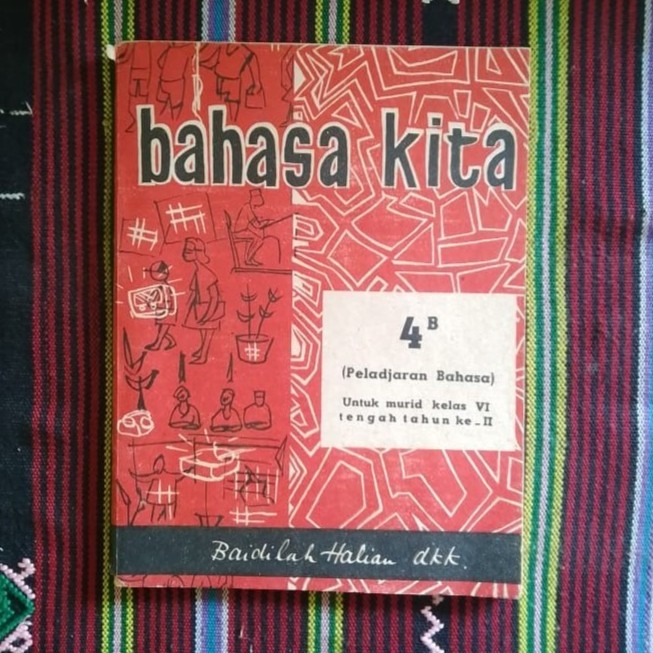 bahasa kita
4B
(Peladjaran Bahasa)
Untuk murid kelas VI
tengah tahun ke-II
Baidilah Halian dkk.